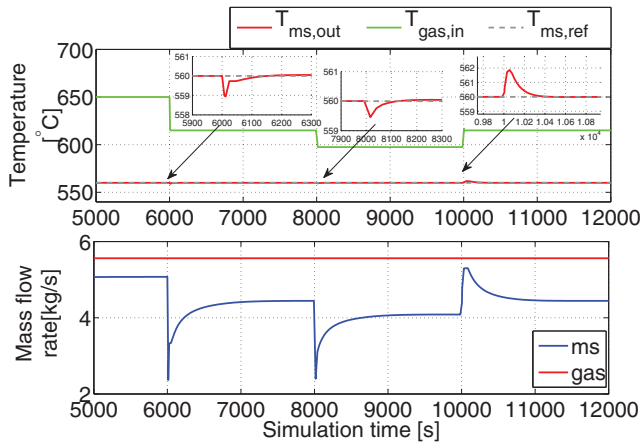 T_ms,out T_gas,in T_ms,ref
Temperature
[°C]
700
650
600
550
560
559
5900 6000 6100 6200 6300
560
559
7900 8000 8100 8200 8300
562
561
560
0.98 1 1.02 1.04 1.06 1.08
x 10^4
5000 6000 7000 8000 9000 10000 11000 12000
Mass flow
rate[kg/s]
6
4
2
ms
gas
5000 6000 7000 8000 9000 10000 11000 12000
Simulation time [s]